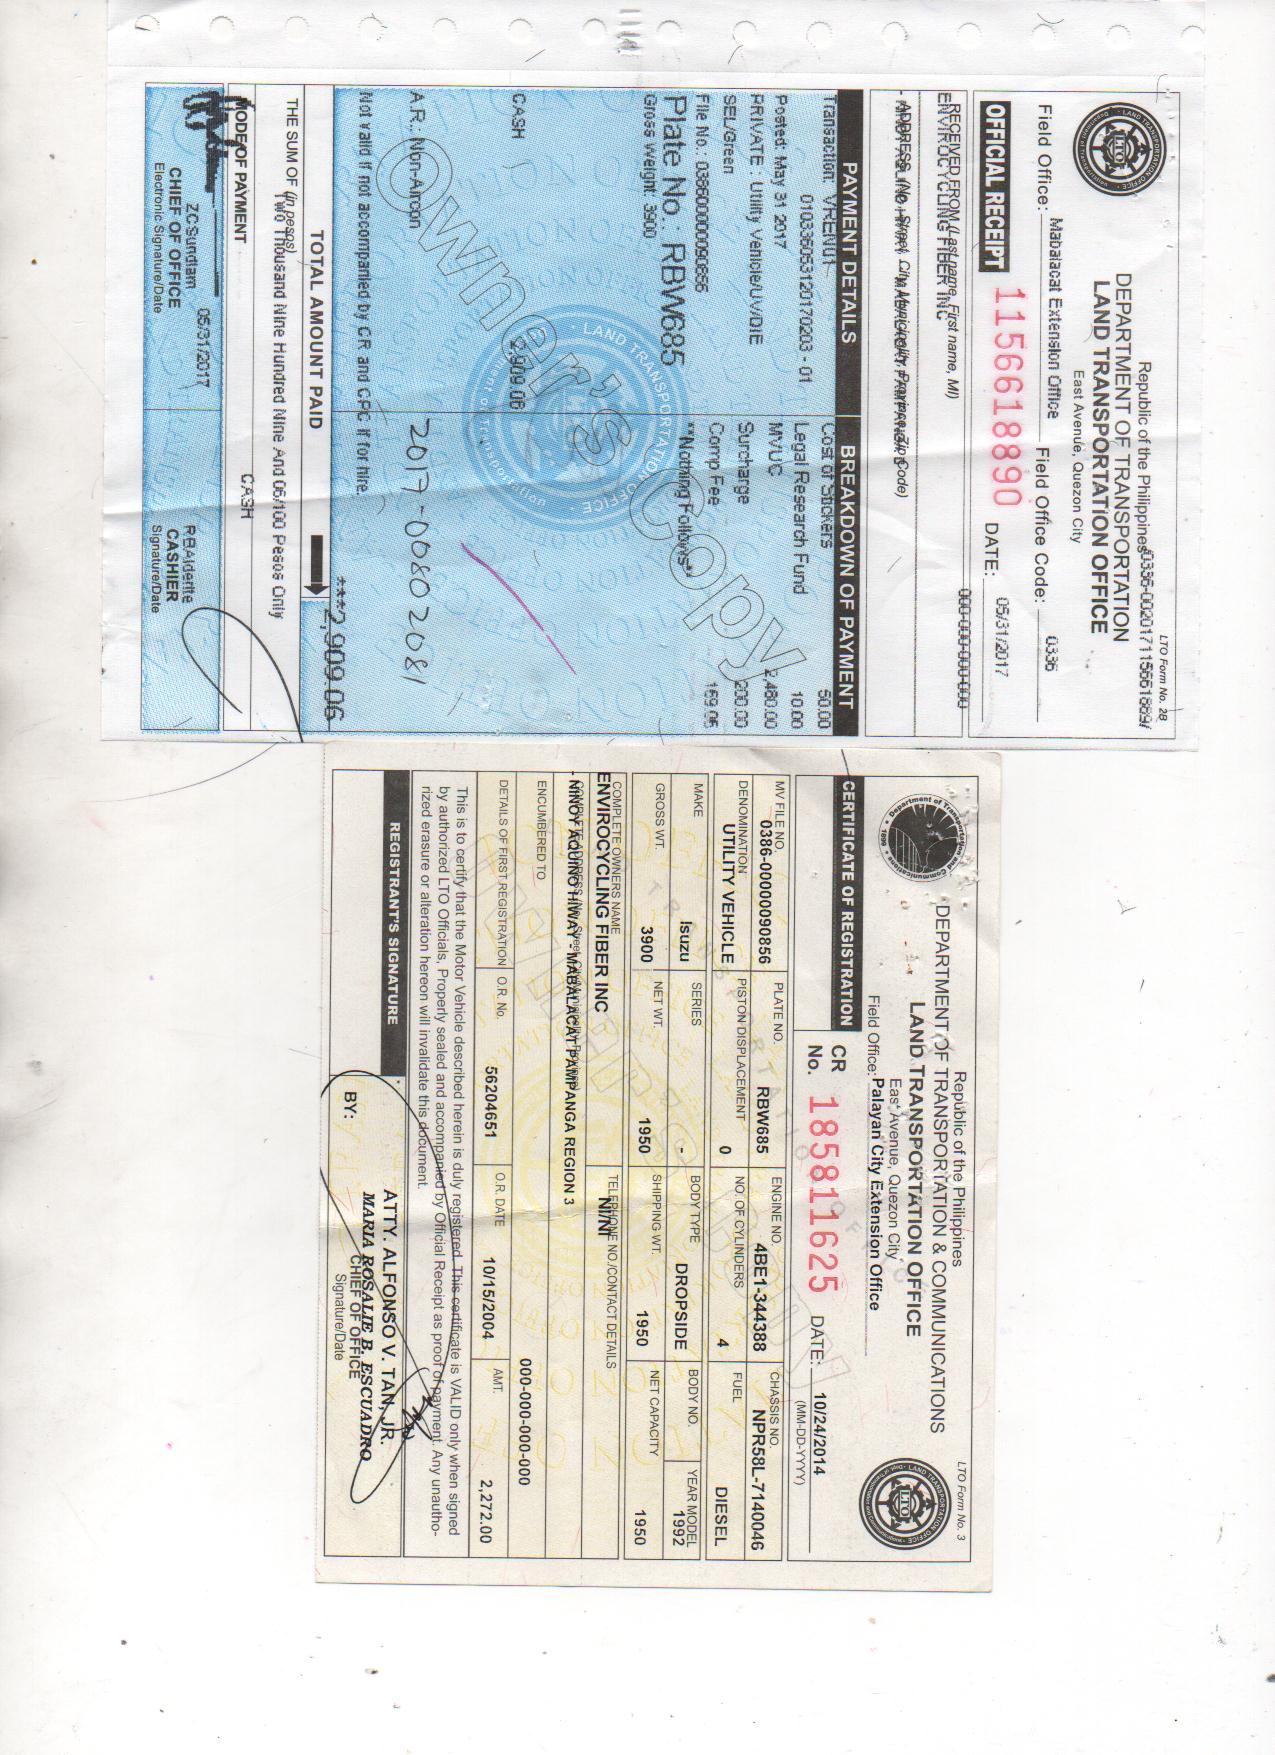 LTO Form No. 2B
Republic of the Philippines
DEPARTMENT OF TRANSPORTATION
LAND TRANSPORTATION OFFICE
East Avenue, Quezon City
Field Office: Mabalacat Extension Office Field Office Code: 0336
OFFICIAL RECEIPT 1156618890 DATE: 05/31/2017
000-000-000-000
RECEIVED FROM (Last name, First name, MI)
ENVIROCYCLING FIBER INC
ADDRESS (No., Street, City Municipality, Province, Zip Code)
- NINOY AQUINO HIWAY - MABALACAT PAMPANGA
PAYMENT DETAILS BREAKDOWN OF PAYMENT
Transaction: VREN01 Cost of Stickers 50.00
010336053120170203 - 01 Legal Research Fund 10.00
Posted: May 31 2017 MVUC 2,480.00
PRIVATE : Utility Vehicle/UV/DIE Surcharge 200.00
SEL/Green Comp Fee 169.06
File No.: 038600000090856 **Nothing Follows**
Plate No.: RBW685
Gross Weight: 3900
LAND TRANSPORTATION OFFICE
Owner's Copy
CASH 2,909.06
A.R.: Non-Aircon 2017-00802081
Not valid if not accompanied by CR and CPC if for hire.
***2,909.06
TOTAL AMOUNT PAID
THE SUM OF (in pesos)
Two Thousand Nine Hundred Nine And 06/100 Pesos Only
MODE OF PAYMENT CASH
ZCSundiam 05/31/2017 RBAlderite
CHIEF OF OFFICE CASHIER
Electronic Signature/Date Signature/Date
LTO Form No. 3
Republic of the Philippines
DEPARTMENT OF TRANSPORTATION & COMMUNICATIONS
LAND TRANSPORTATION OFFICE
East Avenue, Quezon City
Field Office: Palayan City Extension Office
CERTIFICATE OF REGISTRATION CR No. 185811625 DATE: 10/24/2014
(MM-DD-YYYY)
MV FILE NO. PLATE NO. ENGINE NO. CHASSIS NO.
0386-00000090856 RBW685 4BE1-344388 NPR58L-7140046
DENOMINATION PISTON DISPLACEMENT NO. OF CYLINDERS FUEL
UTILITY VEHICLE 0 4 DIESEL
MAKE SERIES BODY TYPE BODY NO. YEAR MODEL
Isuzu - DROPSIDE 1992
GROSS WT. NET WT. SHIPPING WT. NET CAPACITY
3900 1950 1950 1950
COMPLETE OWNERS NAME TELEPHONE NO./CONTACT DETAILS
ENVIROCYCLING FIBER INC NI/NI
COMPLETE ADDRESS (No., Street, City/Municipality, Province)
- NINOY AQUINO HIWAY - MABALACAT PAMPANGA REGION 3
ENCUMBERED TO
000-000-000-000
DETAILS OF FIRST REGISTRATION O.R. No. O.R. DATE AMT.
56204651 10/15/2004 2,272.00
This is to certify that the Motor Vehicle described herein is duly registered. This certificate is VALID only when signed
by authorized LTO Officials, Properly sealed and accompanied by Official Receipt as proof of payment. Any unautho-
rized erasure or alteration hereon will invalidate this document.
REGISTRANT'S SIGNATURE
ATTY. ALFONSO V. TAN, JR.
MARIA ROSALIE B. ESCUADRO
BY: CHIEF OF OFFICE
Signature/Date